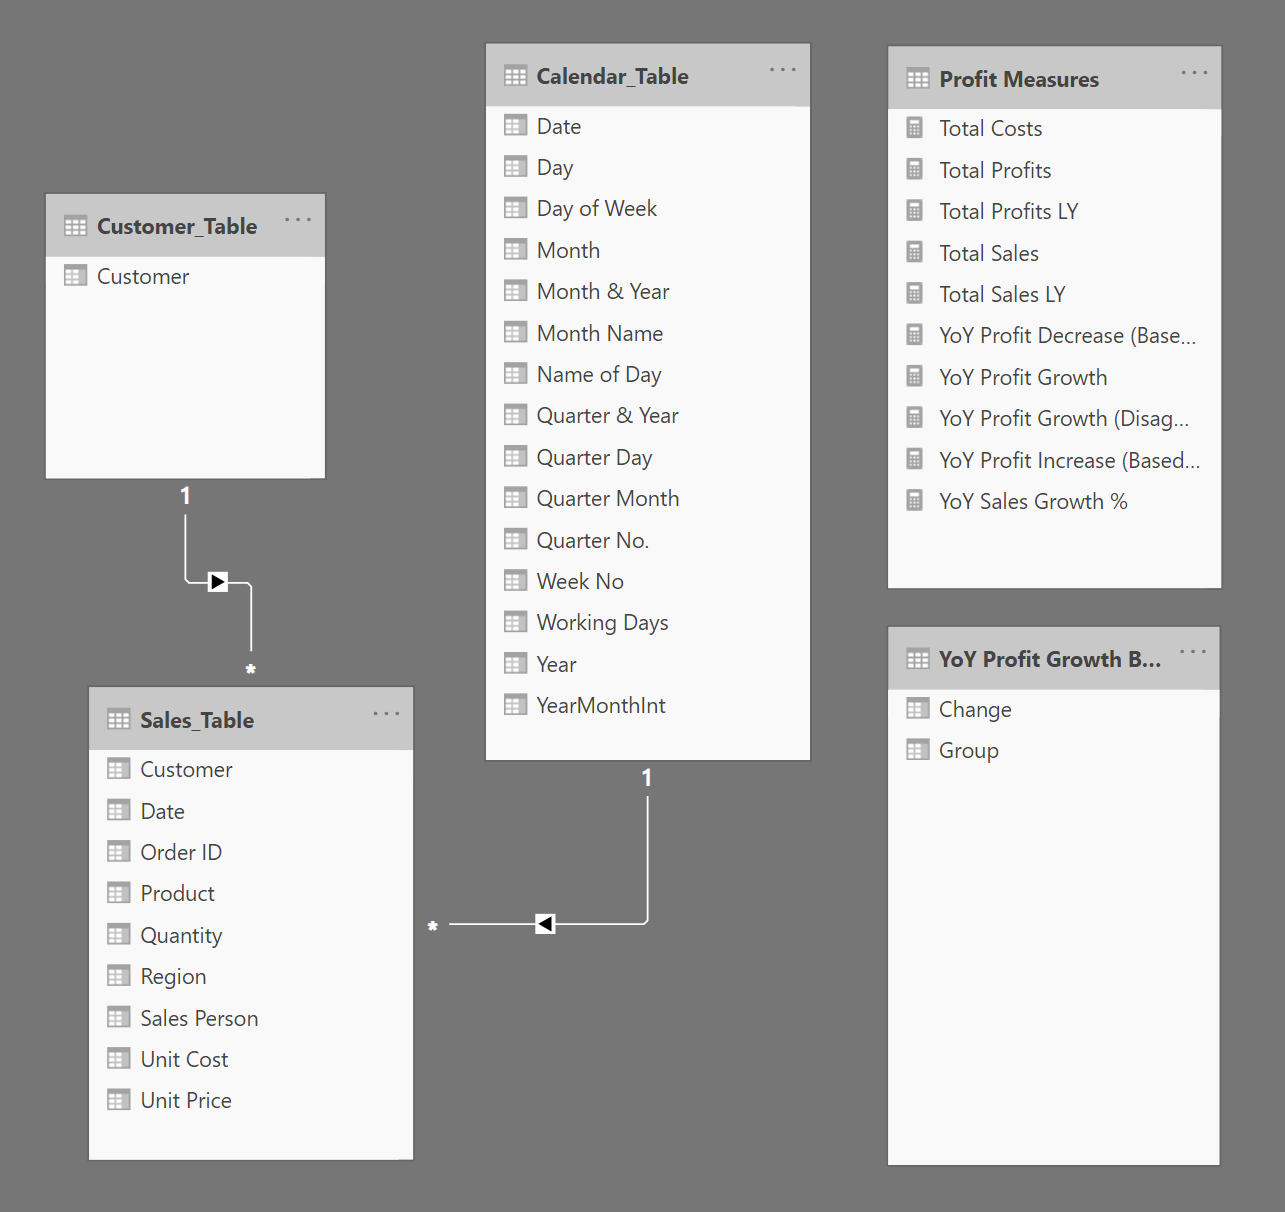 Customer_Table
Customer
1
*
Sales_Table
Customer
Date
Order ID
Product
Quantity
Region
Sales Person
Unit Cost
Unit Price
Calendar_Table
Date
Day
Day of Week
Month
Month & Year
Month Name
Name of Day
Quarter & Year
Quarter Day
Quarter Month
Quarter No.
Week No
Working Days
Year
YearMonthInt
1
*
Profit Measures
Total Costs
Total Profits
Total Profits LY
Total Sales
Total Sales LY
YoY Profit Decrease (Base...
YoY Profit Growth
YoY Profit Growth (Disag...
YoY Profit Increase (Based...
YoY Sales Growth %
YoY Profit Growth B...
Change
Group